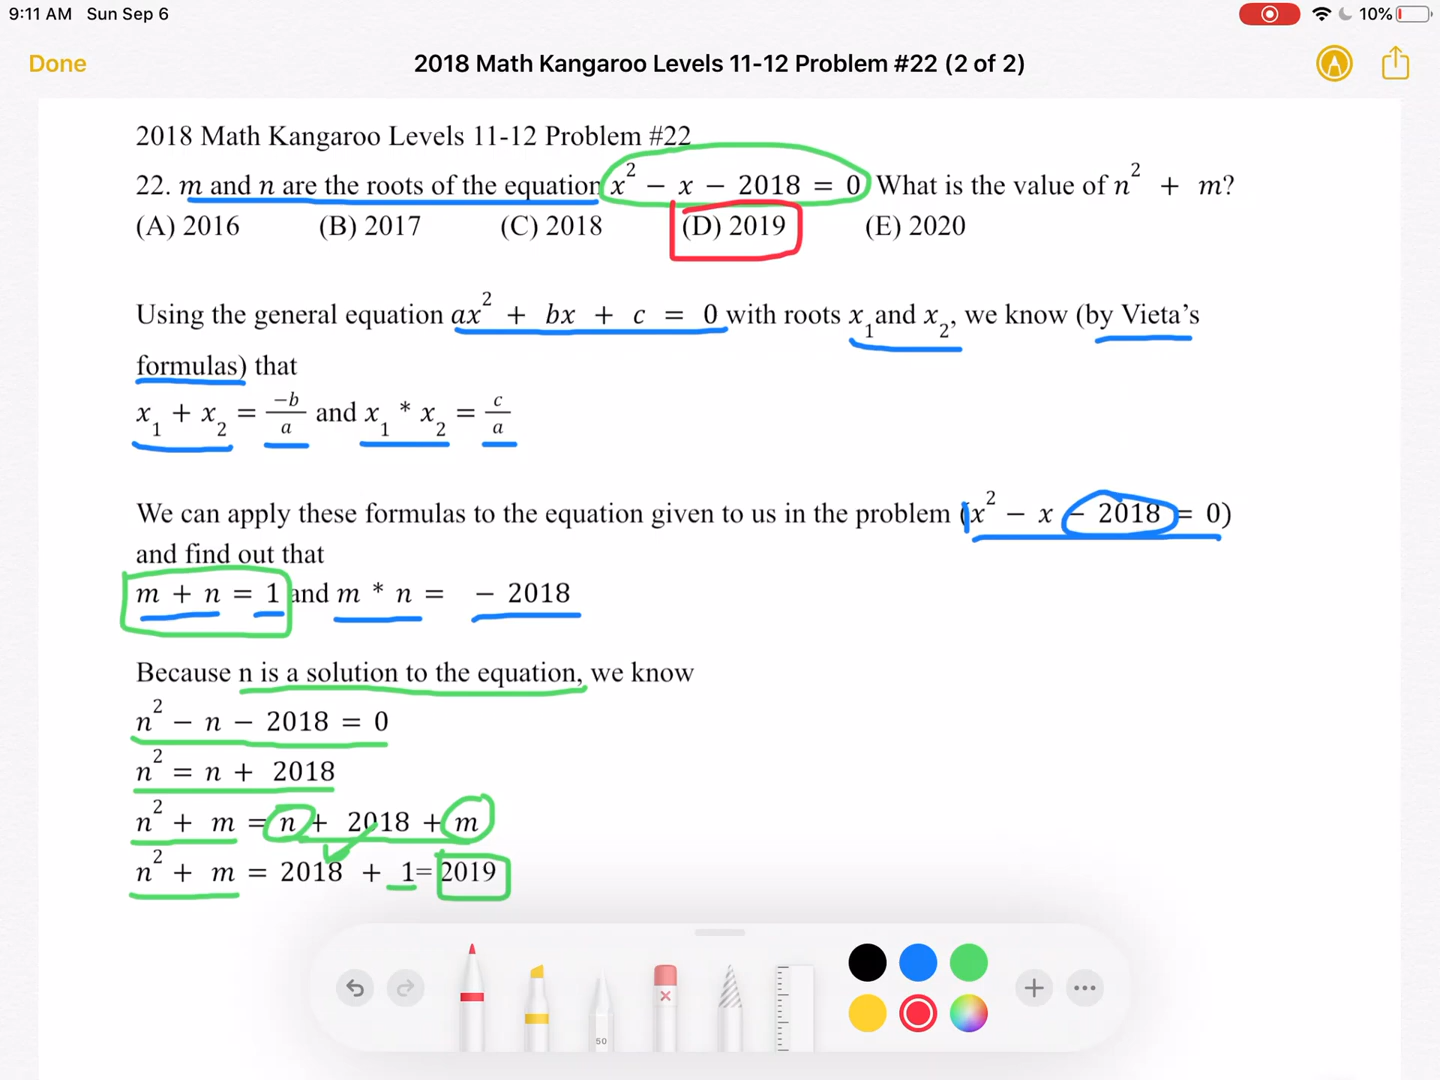 9:11 AM Sun Sep 6 10%
Done 2018 Math Kangaroo Levels 11-12 Problem #22 (2 of 2)
2018 Math Kangaroo Levels 11-12 Problem #22
22. m and n are the roots of the equation x² − x − 2018 = 0 What is the value of n² + m?
(A) 2016 (B) 2017 (C) 2018 (D) 2019 (E) 2020
Using the general equation ax² + bx + c = 0 with roots x₁ and x₂, we know (by Vieta's
formulas) that
x₁ + x₂ = −b/a and x₁ * x₂ = c/a
We can apply these formulas to the equation given to us in the problem (x² − x − 2018 = 0)
and find out that
m + n = 1 and m * n = − 2018
Because n is a solution to the equation, we know
n² − n − 2018 = 0
n² = n + 2018
n² + m = n + 2018 + m
n² + m = 2018 + 1= 2019
50